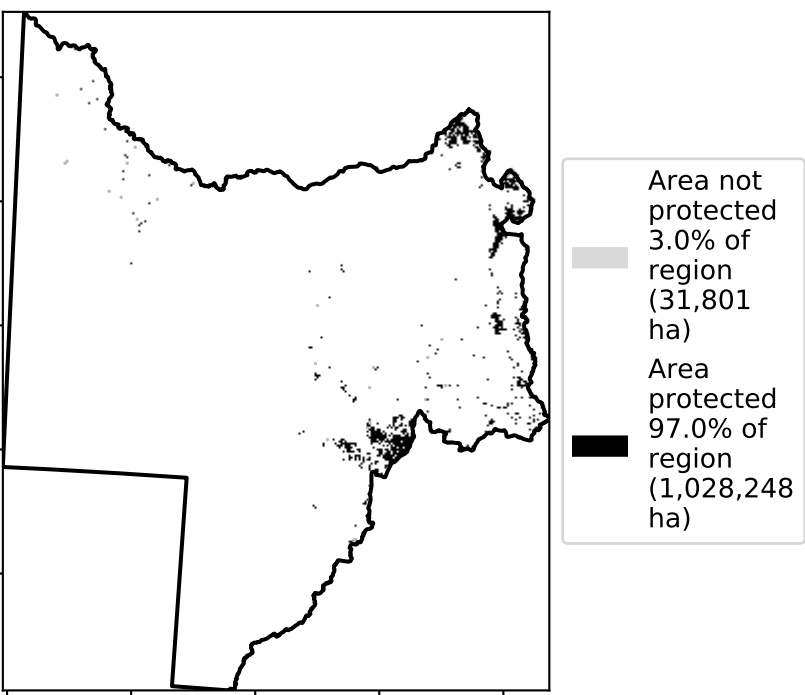 Area not
protected
3.0% of
region
(31,801
ha)
Area
protected
97.0% of
region
(1,028,248
ha)